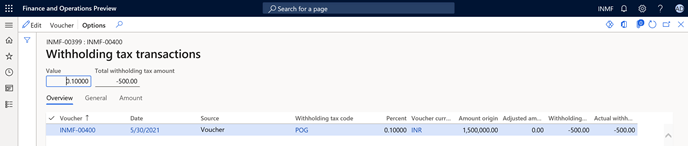 Finance and Operations Preview
Search for a page
INMF
Edit Voucher Options
INMF-00399 : INMF-00400
Withholding tax transactions
Value Total withholding tax amount
0.10000 -500.00
Overview General Amount
Voucher Date Source Withholding tax code Percent Voucher curr... Amount origin Adjusted am... Withholding... Actual withh...
INMF-00400 5/30/2021 Voucher POG 0.10000 INR 1,500,000.00 0.00 -500.00 -500.00